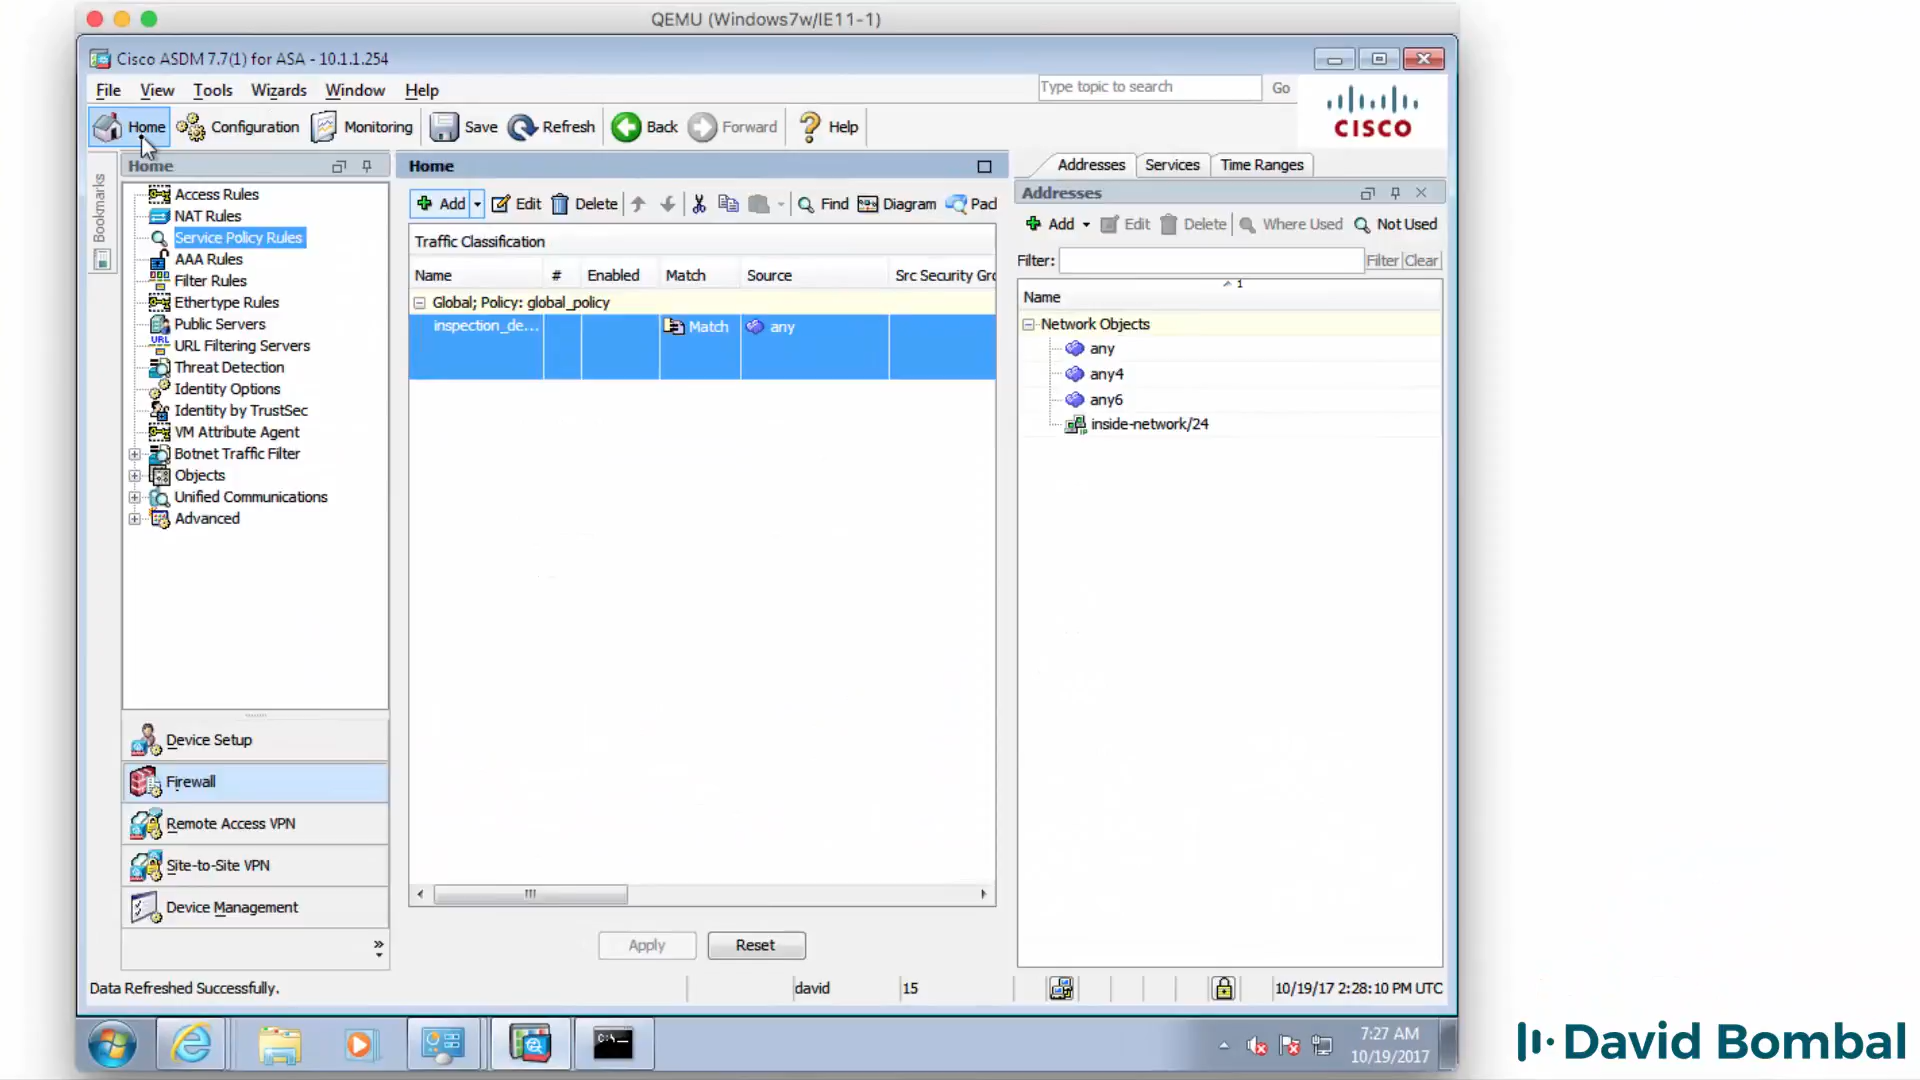 QEMU (Windows7w/IE11-1)
Cisco ASDM 7.7(1) for ASA - 10.1.1.254
File View Tools Wizards Window Help
Type topic to search Go
Home Configuration Monitoring Save Refresh Back Forward Help
CISCO
Bookmarks
Home
Access Rules
NAT Rules
Service Policy Rules
AAA Rules
Filter Rules
Ethertype Rules
Public Servers
URL Filtering Servers
Threat Detection
Identity Options
Identity by TrustSec
VM Attribute Agent
Botnet Traffic Filter
Objects
Unified Communications
Advanced
Device Setup
Firewall
Remote Access VPN
Site-to-Site VPN
Device Management
Home
Add Edit Delete Find Diagram Pac
Traffic Classification
Name # Enabled Match Source Src Security Gro
Global; Policy: global_policy
inspection_de... Match any
Apply Reset
Addresses Services Time Ranges
Addresses
Add Edit Delete Where Used Not Used
Filter: Filter Clear
1
Name
Network Objects
any
any4
any6
inside-network/24
Data Refreshed Successfully. david 15 10/19/17 2:28:10 PM UTC
7:27 AM
10/19/2017
David Bombal